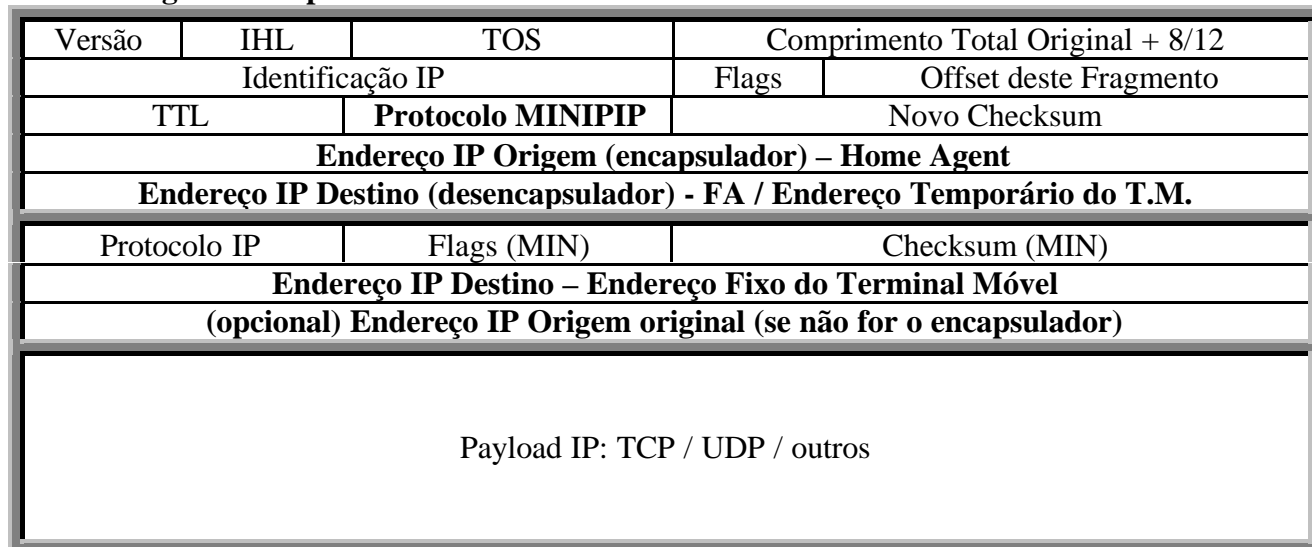 Versão IHL TOS Comprimento Total Original + 8/12
Identificação IP Flags Offset deste Fragmento
TTL Protocolo MINIPIP Novo Checksum
Endereço IP Origem (encapsulador) – Home Agent
Endereço IP Destino (desencapsulador) - FA / Endereço Temporário do T.M.
Protocolo IP Flags (MIN) Checksum (MIN)
Endereço IP Destino – Endereço Fixo do Terminal Móvel
(opcional) Endereço IP Origem original (se não for o encapsulador)
Payload IP: TCP / UDP / outros